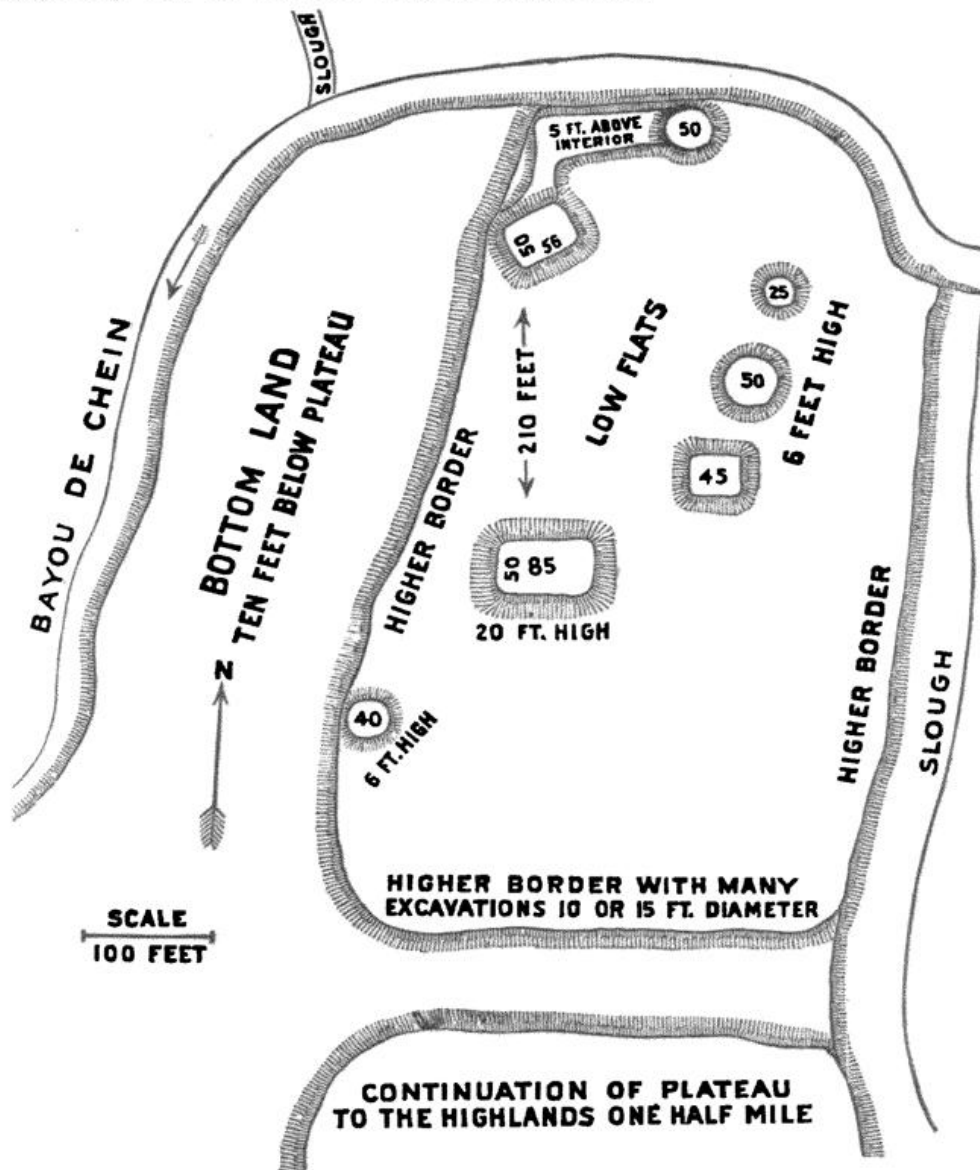 SLOUGH
5 FT. ABOVE
INTERIOR
50
50 56
25
210 FEET
LOW FLATS
50
6 FEET HIGH
45
BAYOU DE CHEIN
BOTTOM LAND
TEN FEET BELOW PLATEAU
HIGHER BORDER
50 85
20 FT. HIGH
N
40
6 FT. HIGH
HIGHER BORDER
SLOUGH
HIGHER BORDER WITH MANY
EXCAVATIONS 10 OR 15 FT. DIAMETER
SCALE
100 FEET
CONTINUATION OF PLATEAU
TO THE HIGHLANDS ONE HALF MILE